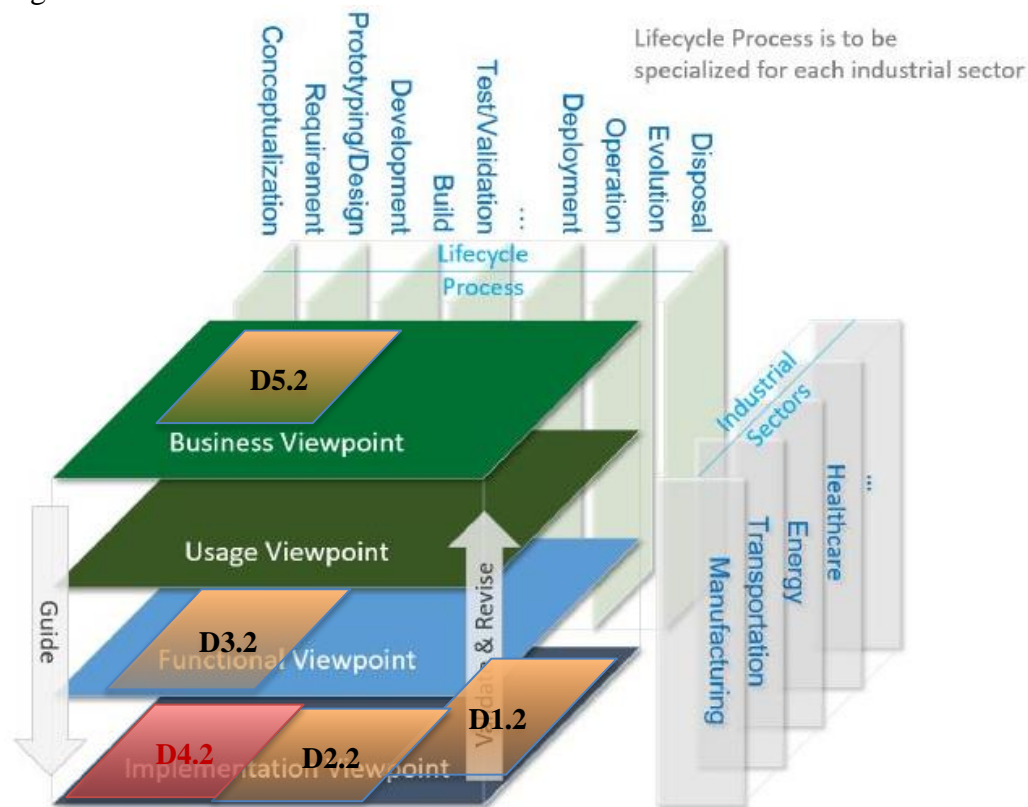 Lifecycle Process is to be
specialized for each industrial sector
Conceptualization
Requirement
Prototyping/Design
Development
Build
Test/Validation
...
Deployment
Operation
Evolution
Disposal
Lifecycle
Process
D5.2
Business Viewpoint
Usage Viewpoint
D3.2
Functional Viewpoint
D4.2
D2.2
D1.2
Implementation Viewpoint
Guide
Validate & Revise
Industrial
Sectors
Manufacturing
Transportation
Energy
Healthcare
...